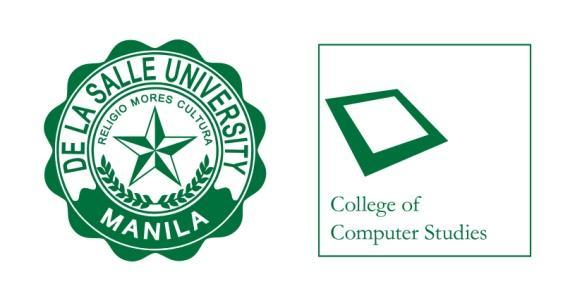 DE LA SALLE UNIVERSITY
RELIGIO MORES CULTURA
MANILA
College of
Computer Studies